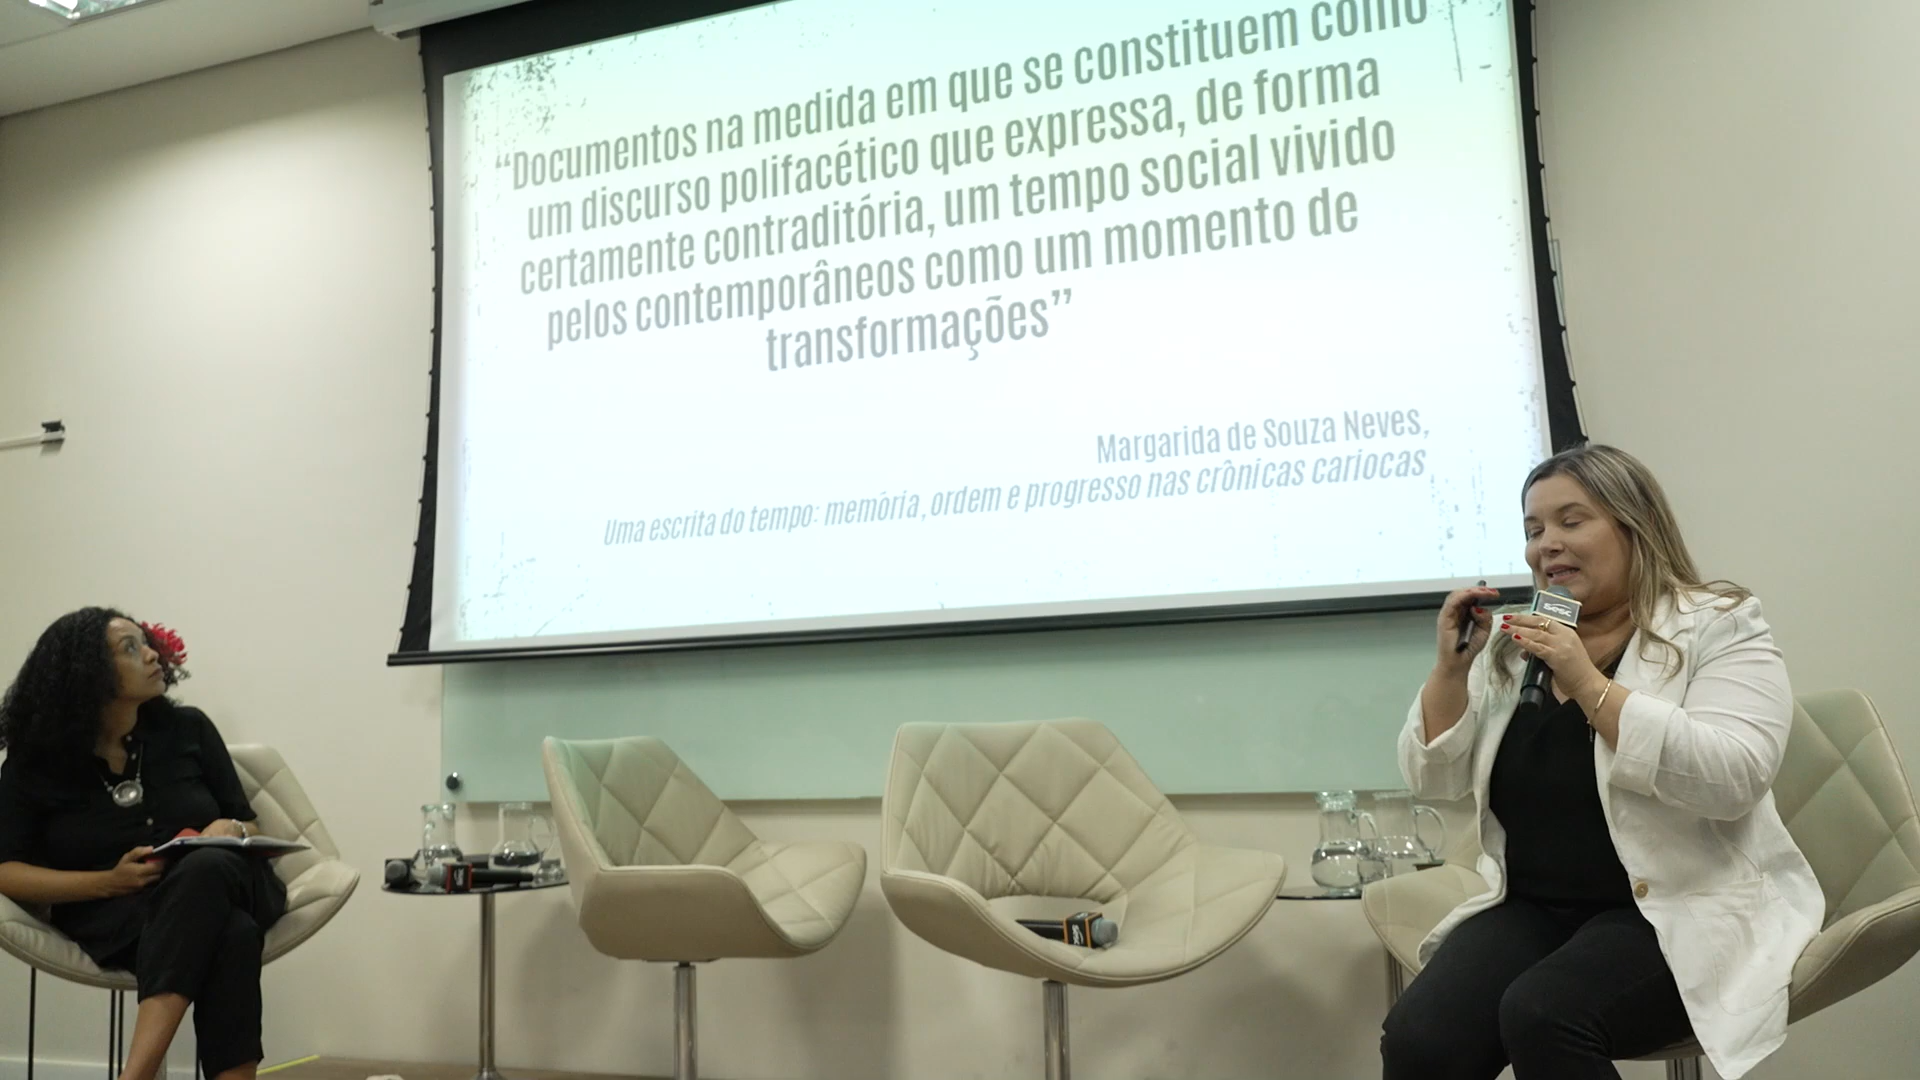 “Documentos na medida em que se constituem como
um discurso polifacético que expressa, de forma
certamente contraditória, um tempo social vivido
pelos contemporâneos como um momento de
transformações”
Margarida de Souza Neves,
Uma escrita do tempo: memória, ordem e progresso nas crônicas cariocas